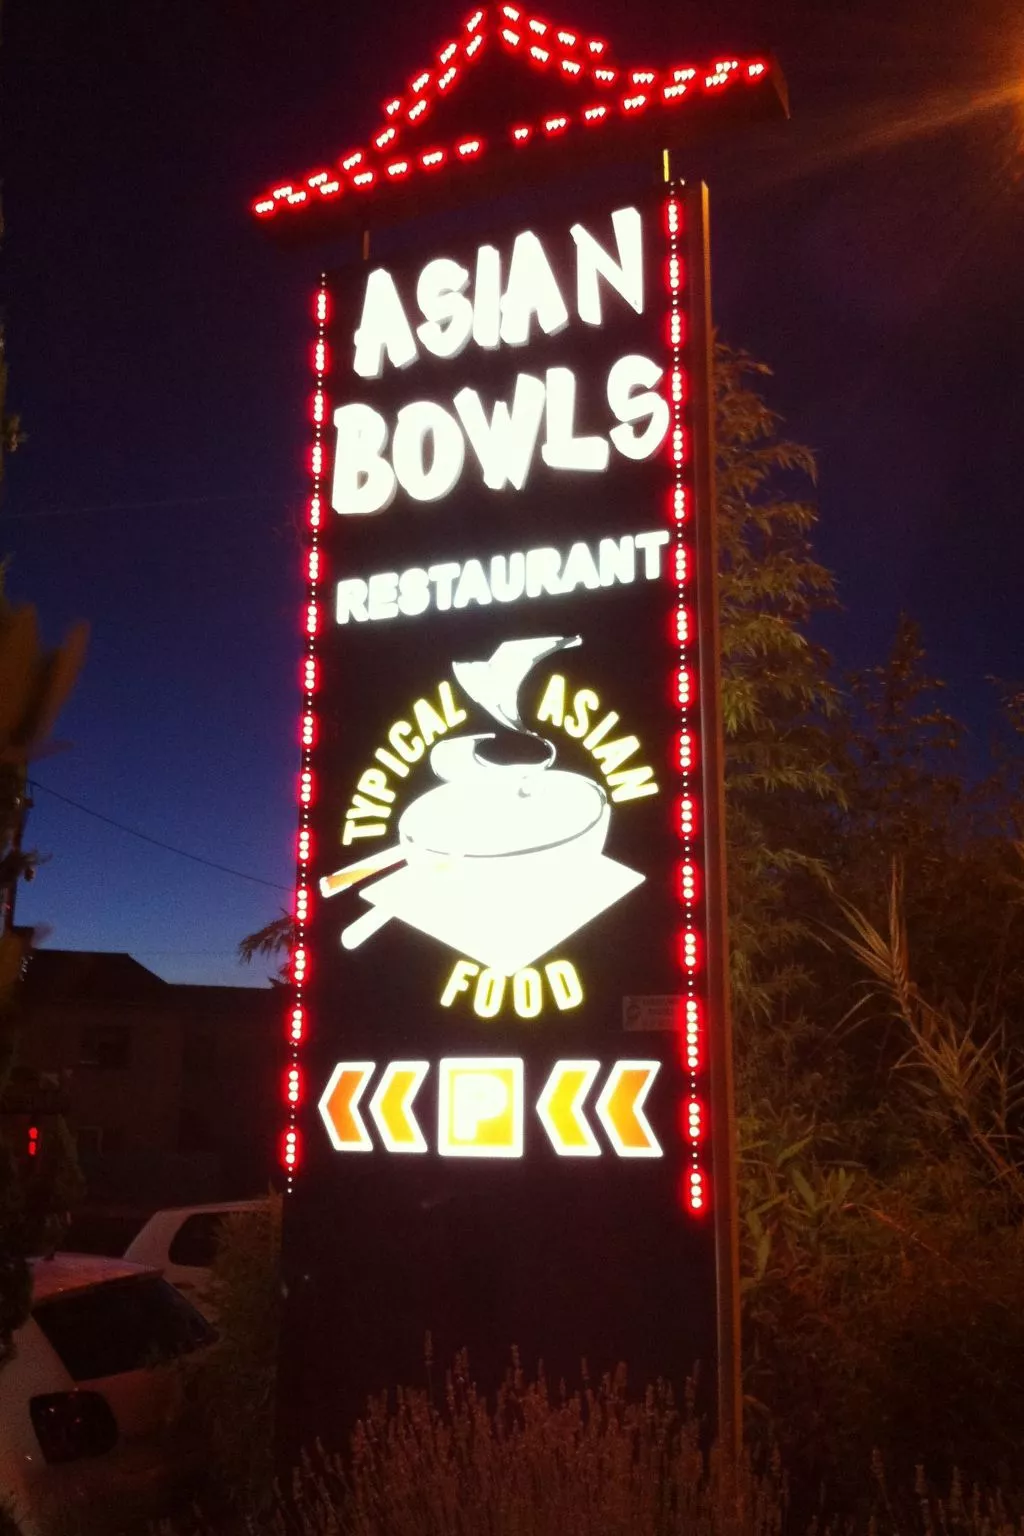 ASIAN
BOWLS
RESTAURANT
TYPICAL ASIAN
FOOD
P